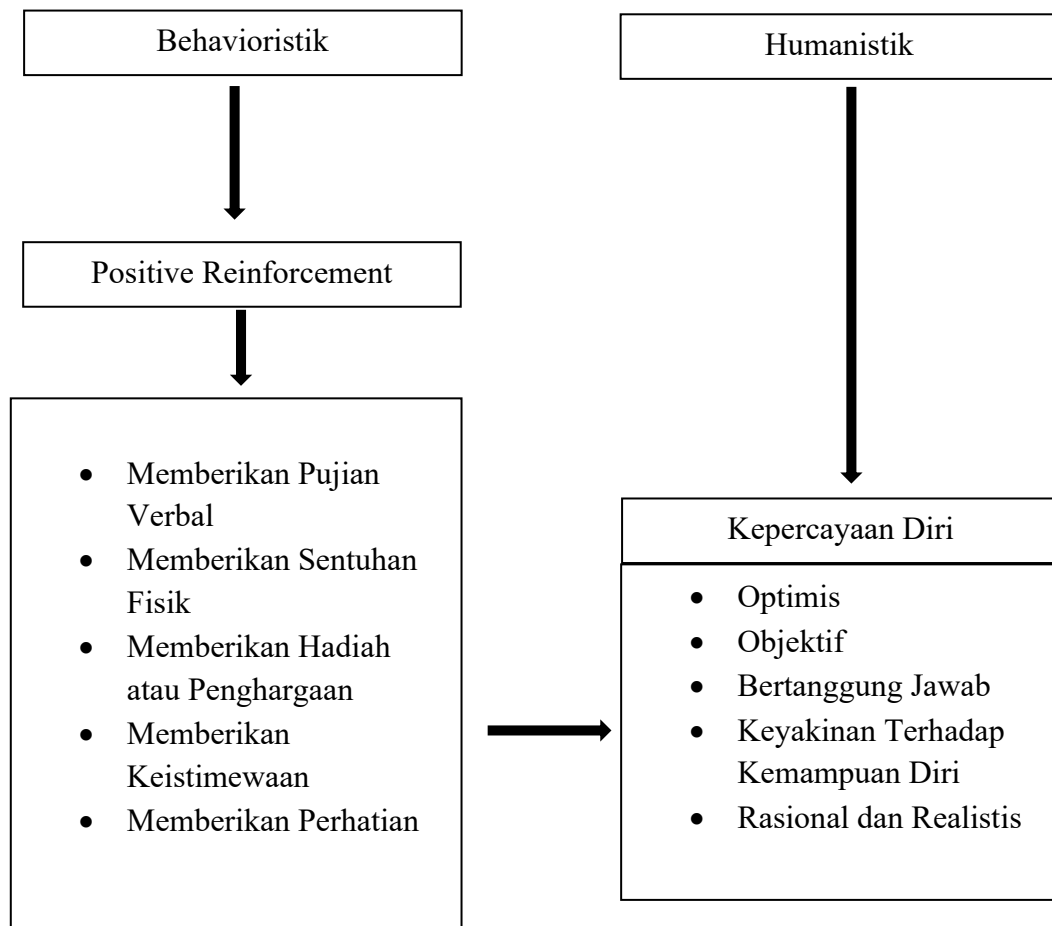 Behavioristik
Humanistik
Positive Reinforcement
• Memberikan Pujian
Verbal
• Memberikan Sentuhan
Fisik
• Memberikan Hadiah
atau Penghargaan
• Memberikan
Keistimewaan
• Memberikan Perhatian
Kepercayaan Diri
• Optimis
• Objektif
• Bertanggung Jawab
• Keyakinan Terhadap
Kemampuan Diri
• Rasional dan Realistis